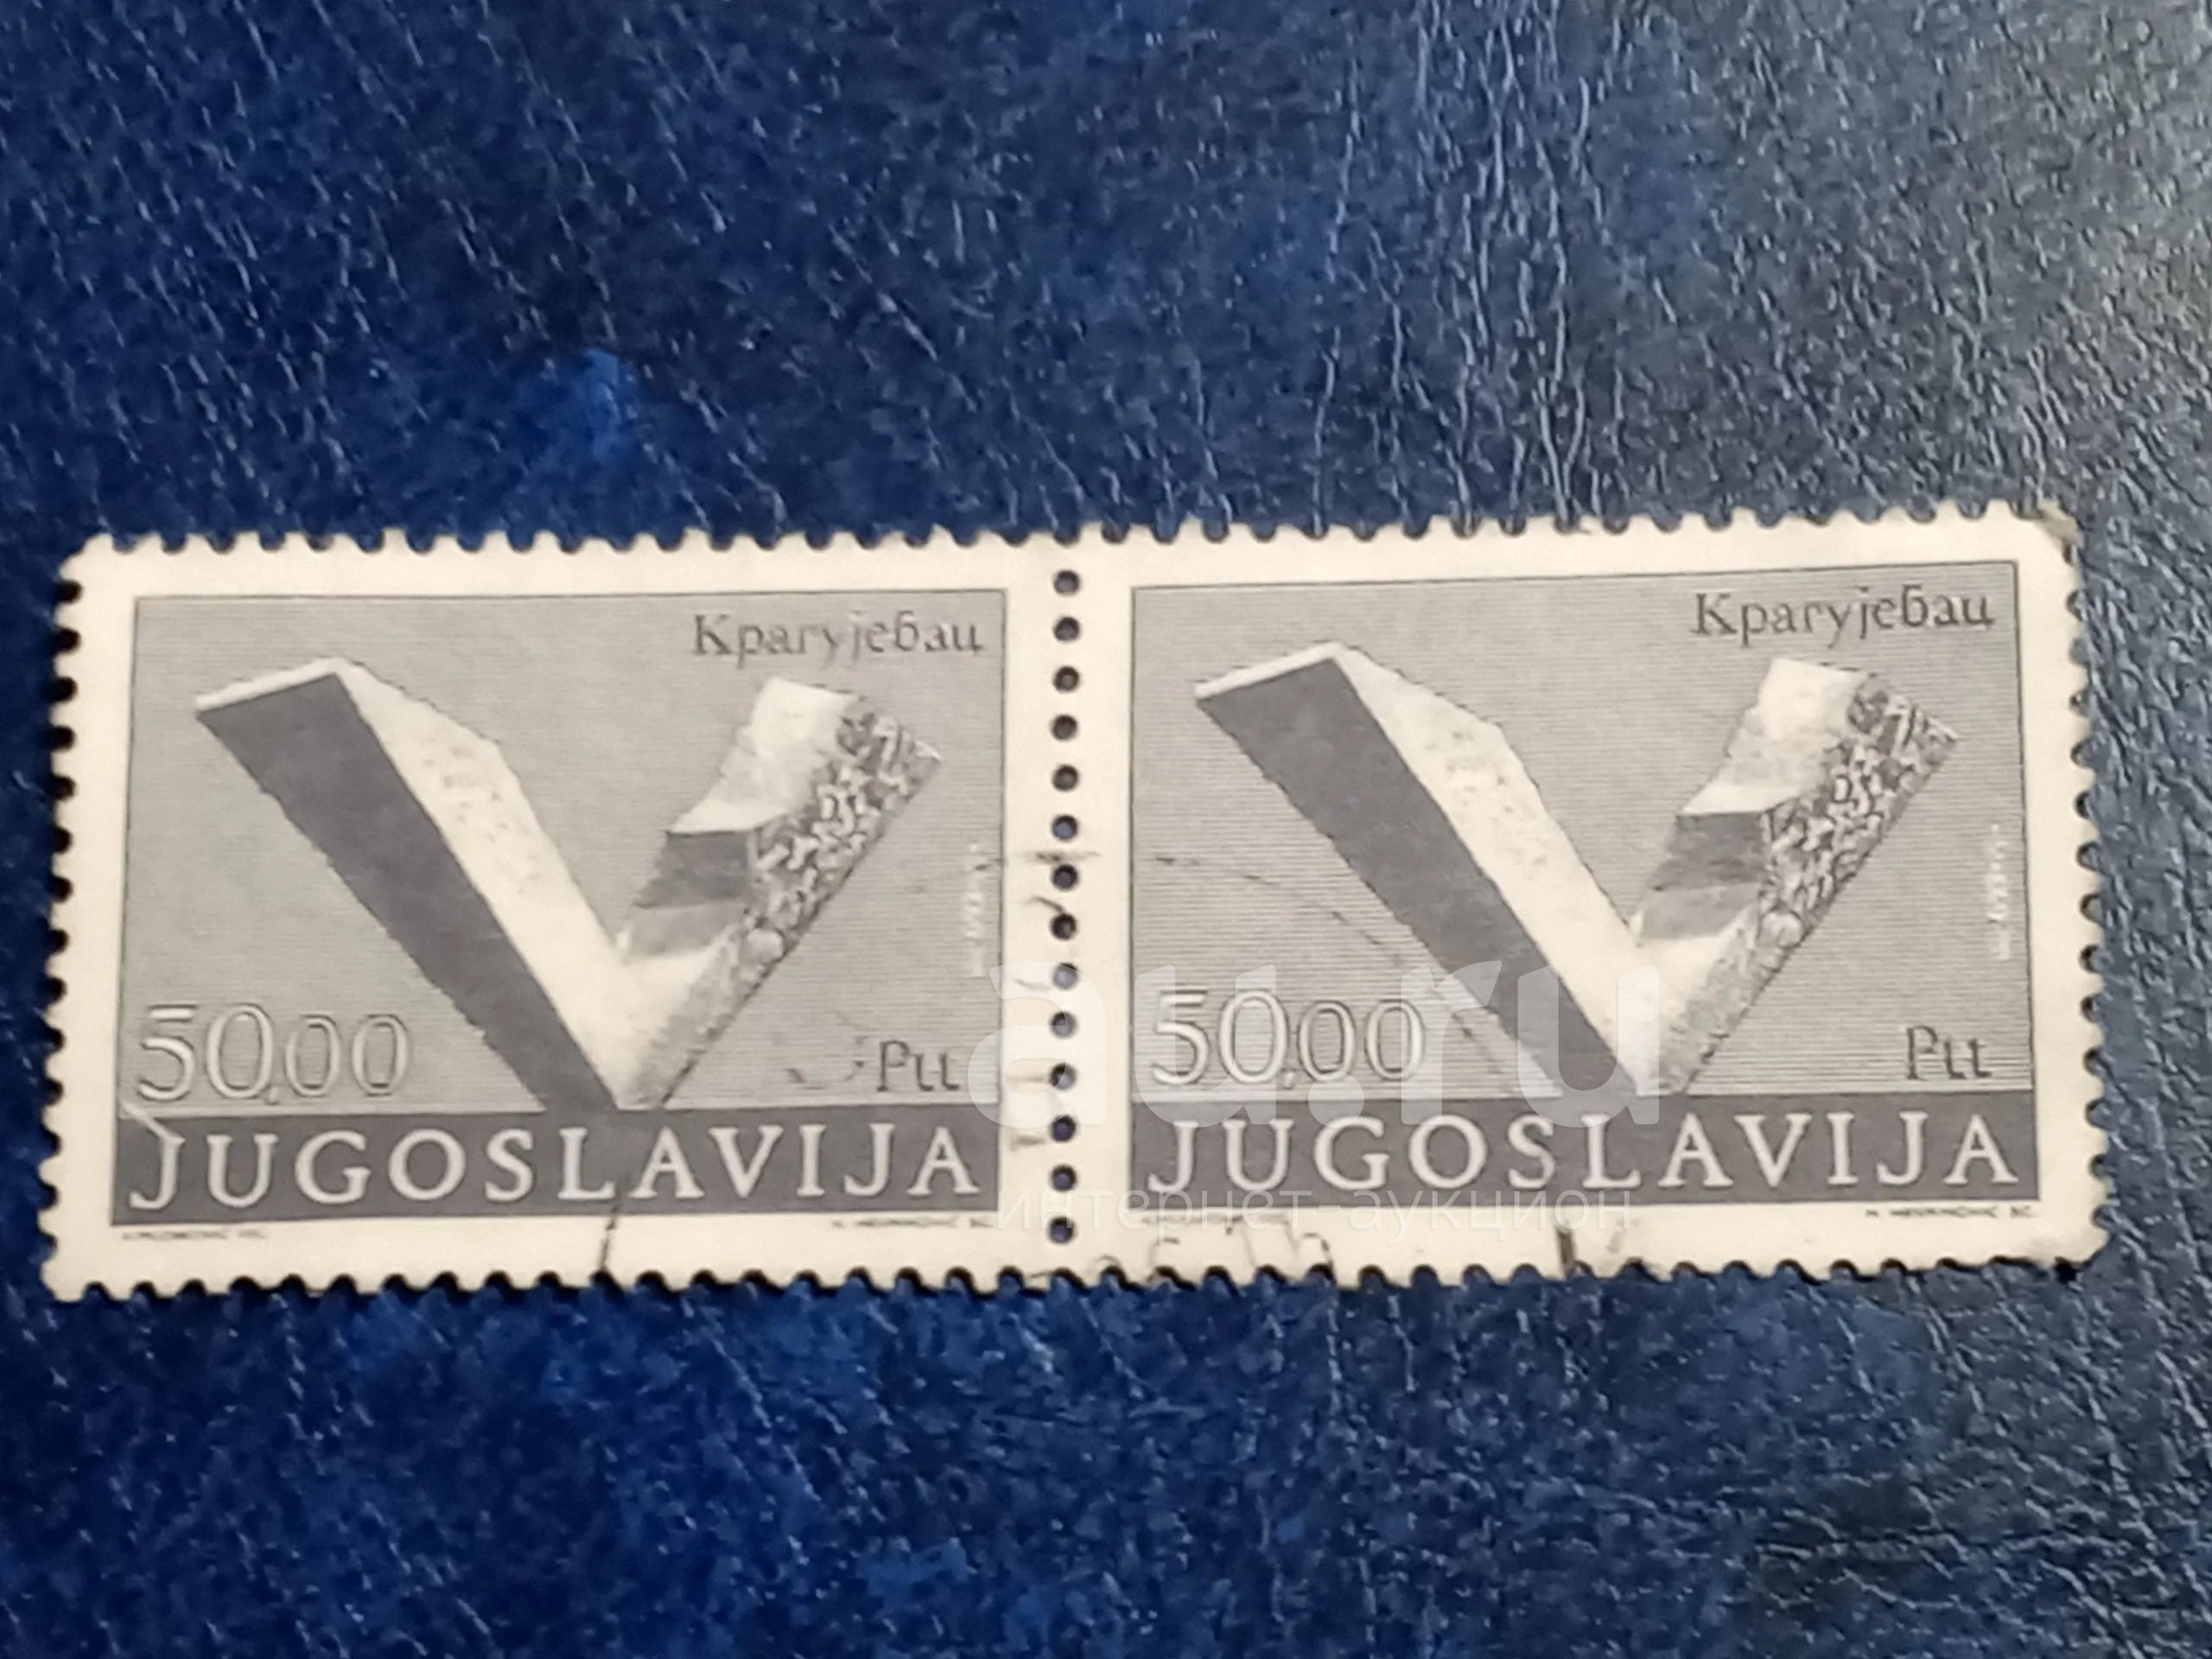 Крагујевац
50,00
Ptt
JUGOSLAVIJA
Крагујевац
50,00
Ptt
JUGOSLAVIJA
au.ru
интернет-аукцион